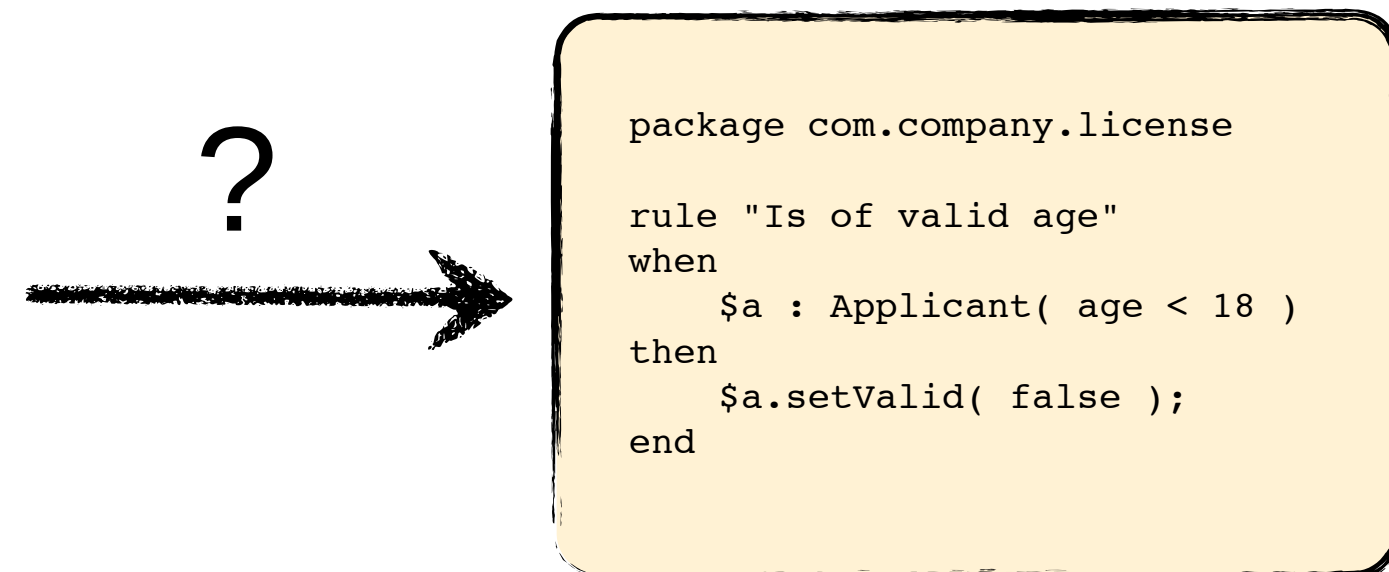 ?
package com.company.license
rule "Is of valid age"
when
    $a : Applicant( age < 18 )
then
    $a.setValid( false );
end